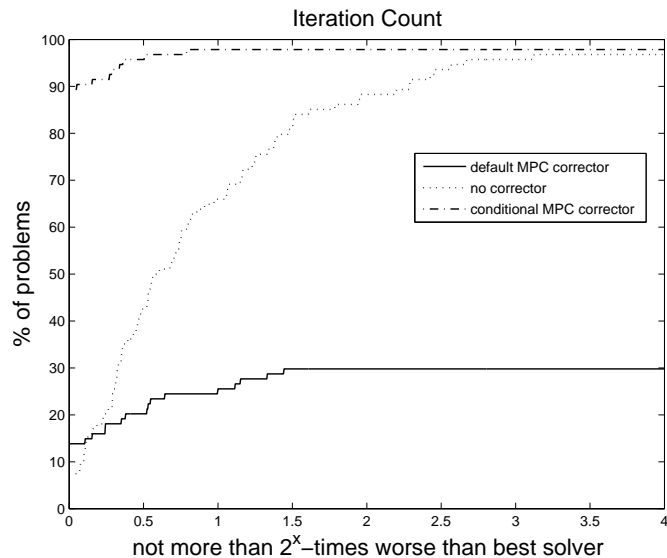 Iteration Count
100
90
80
70
60
50
40
30
20
10
0
% of problems
default MPC corrector
no corrector
conditional MPC corrector
0 0.5 1 1.5 2 2.5 3 3.5 4
not more than 2^x−times worse than best solver